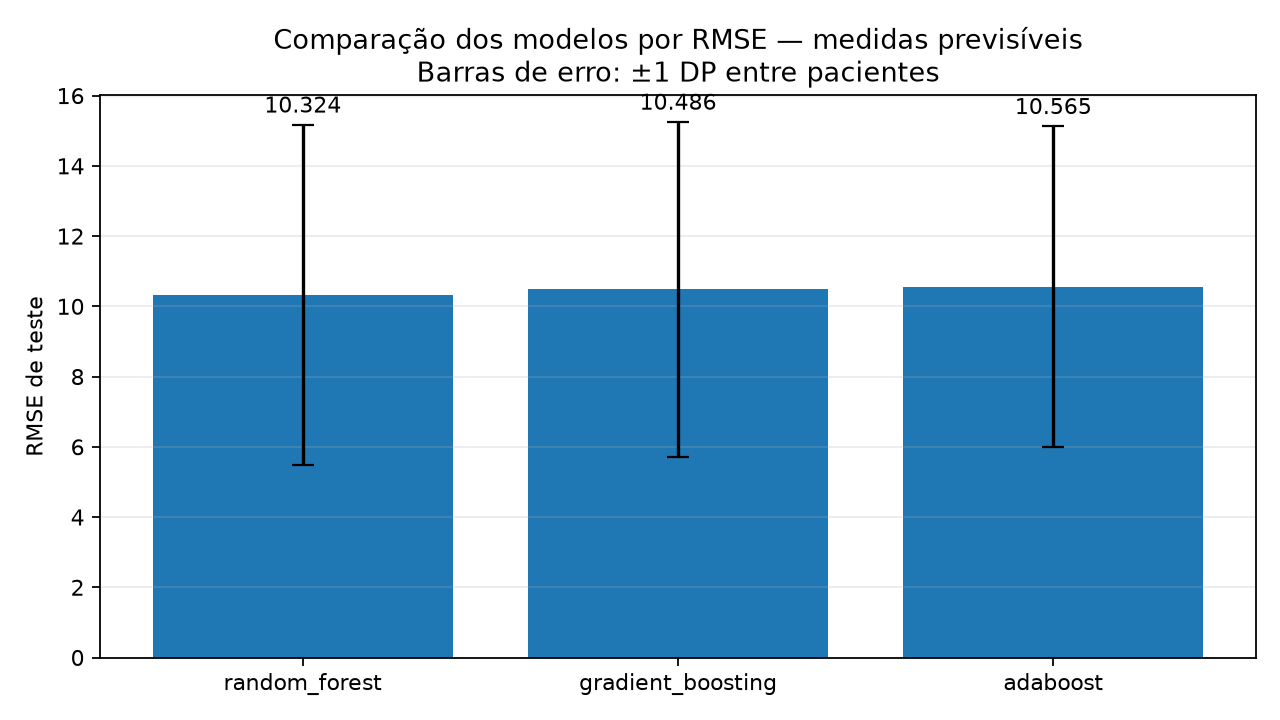 Comparação dos modelos por RMSE — medidas previsíveis
Barras de erro: ±1 DP entre pacientes
RMSE de teste
16
14
12
10
8
6
4
2
0
10.324
10.486
10.565
random_forest
gradient_boosting
adaboost